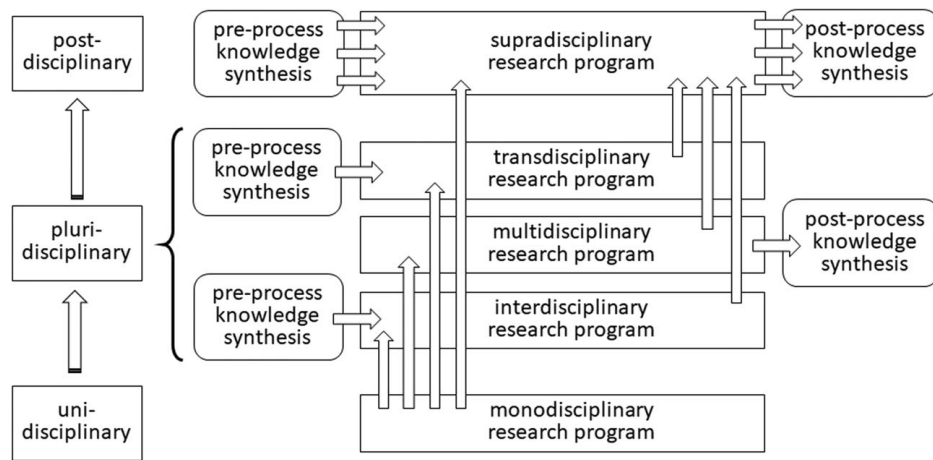 post-
disciplinary
pre-process
knowledge
synthesis
supradisciplinary
research program
post-process
knowledge
synthesis
pre-process
knowledge
synthesis
transdisciplinary
research program
pluri-
disciplinary
multidisciplinary
research program
post-process
knowledge
synthesis
pre-process
knowledge
synthesis
interdisciplinary
research program
uni-
disciplinary
monodisciplinary
research program